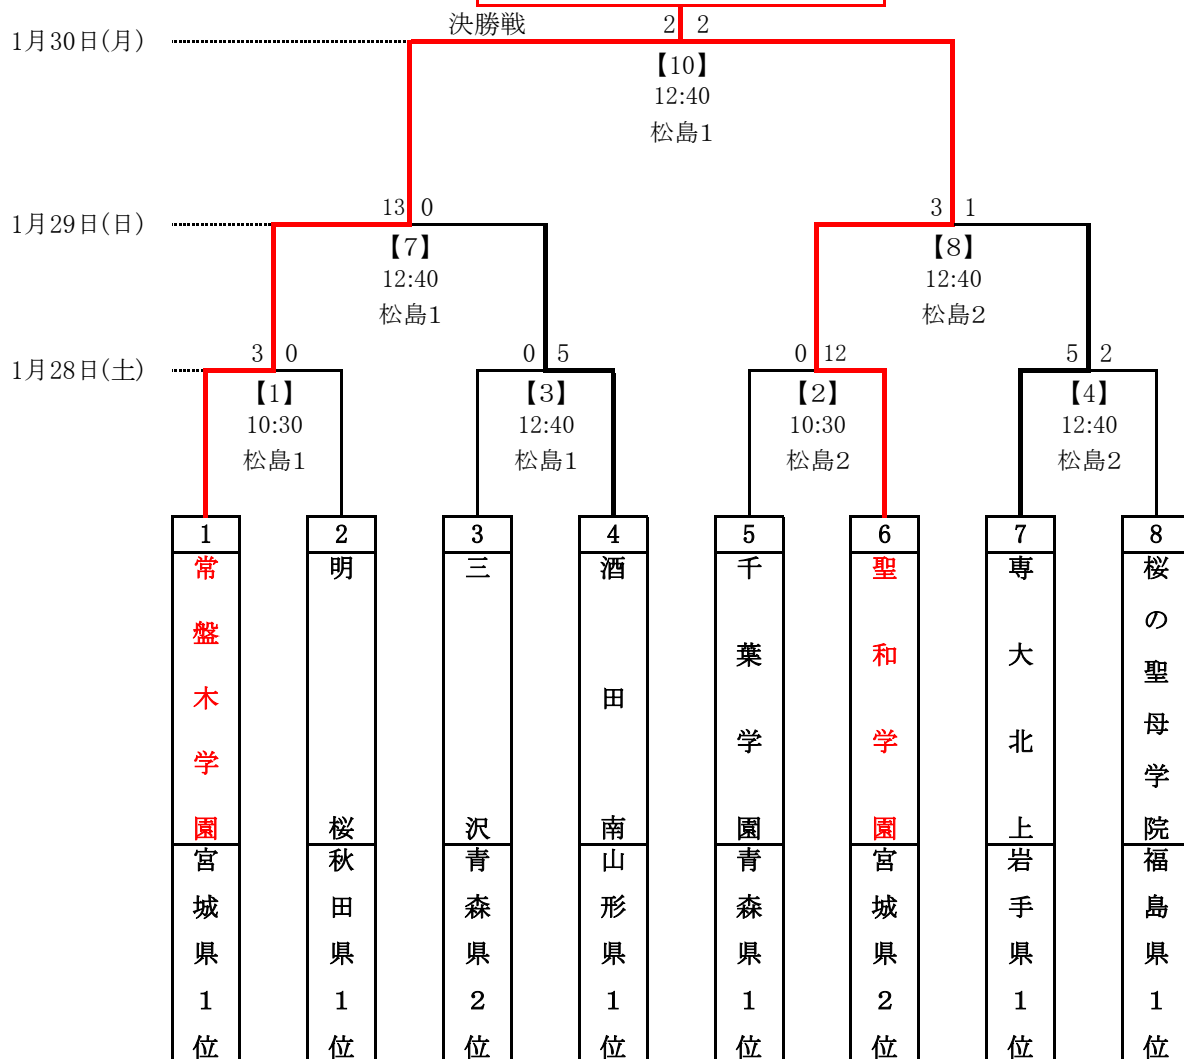 決勝戦
2 2
1月30日(月)
【10】
12:40
松島1
13 0
3 1
1月29日(日)
【7】
12:40
松島1
【8】
12:40
松島2
3 0
0 5
0 12
5 2
1月28日(土)
【1】
10:30
松島1
【3】
12:40
松島1
【2】
10:30
松島2
【4】
12:40
松島2
1
常盤木学園
宮城県1位
2
明桜
秋田県1位
3
三沢
青森県2位
4
酒田南
山形県1位
5
千葉学園
青森県1位
6
聖和学園
宮城県2位
7
専大北上
岩手県1位
8
桜の聖母学院
福島県1位